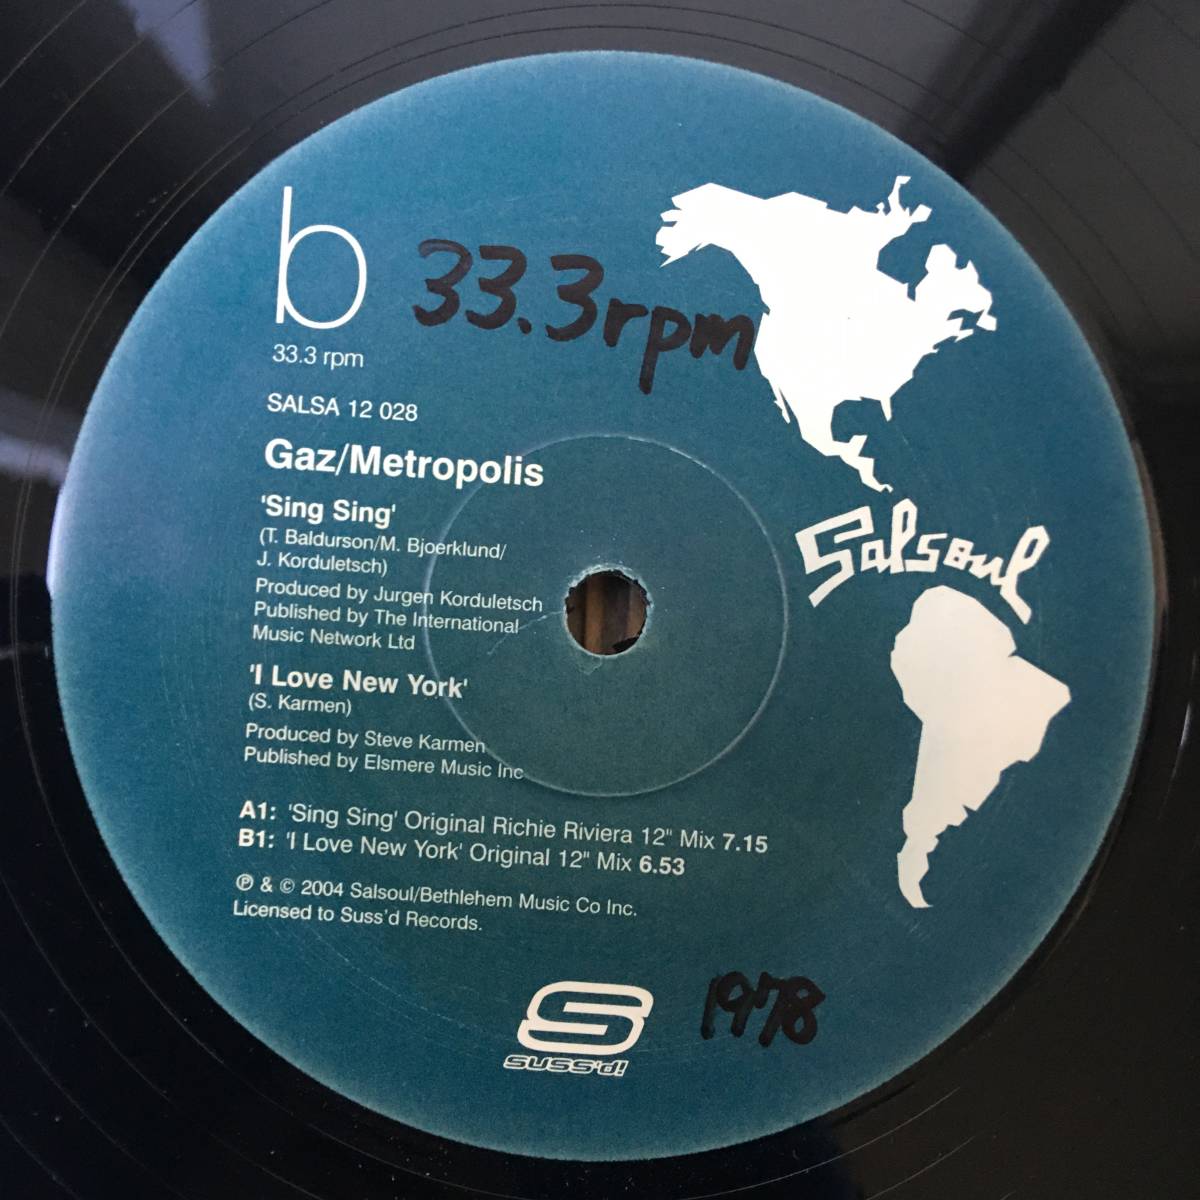 b
33.3rpm
33.3 rpm
SALSA 12 028
Gaz/Metropolis
'Sing Sing'
(T. Baldurson/M. Bjoerklund/
J. Korduletsch)
Produced by Jurgen Korduletsch
Published by The International
Music Network Ltd
'I Love New York'
(S. Karmen)
Produced by Steve Karmen
Published by Elsmere Music Inc
A1: 'Sing Sing' Original Richie Riviera 12" Mix 7.15
B1: 'I Love New York' Original 12" Mix 6.53
℗ & © 2004 Salsoul/Bethlehem Music Co Inc.
Licensed to Suss'd Records.
Salsoul
S
suss'd!
1978